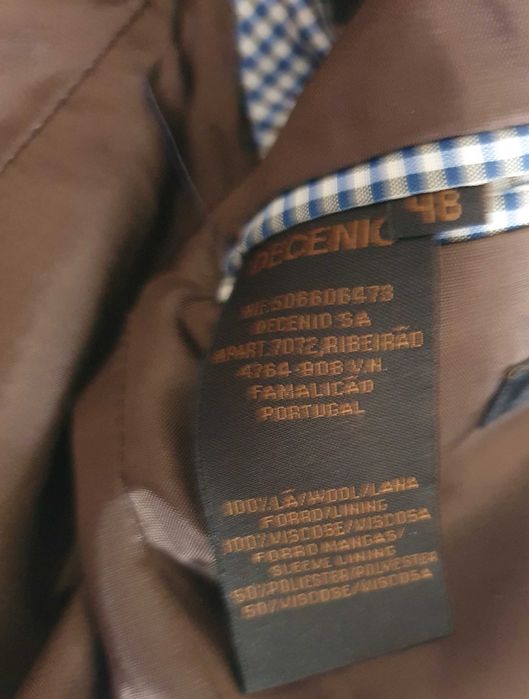 48
DECENIO
NIF.506606473
DECENIO SA
APART.7072,RIBEIRÃO
4764-908 V.N.
FAMALICÃO
PORTUGAL
100%LÃ/WOOL/LANA
FORRO/LINING
100%VISCOSE/VISCOSA
FORRO MANGAS/
SLEEVE LINING
50%POLIESTER/POLYESTER
50%VISCOSE/VISCOSA